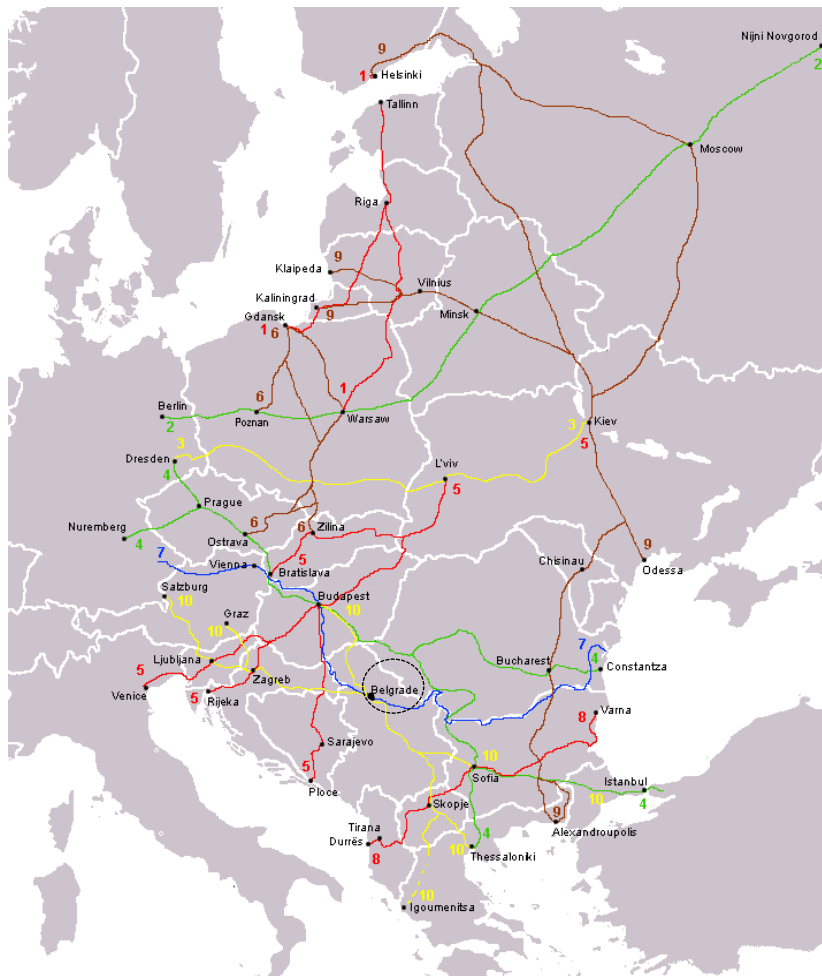 Nijni Novgorod
9
2
1
Helsinki
Tallinn
Moscow
Riga
9
Klaipeda
Vilnius
Kaliningrad
9
Minsk
Gdansk
1
6
6
1
Berlin
2
Poznan
Warsaw
3
Kiev
5
3
Dresden
4
L'viv
5
Prague
Nuremberg
4
6
Ostrava
6
Zilina
5
7
Vienna
Bratislava
Chisinau
9
Odessa
Salzburg
10
Budapest
10
Graz
10
7
Ljubljana
5
Venice
Zagreb
5
Rijeka
Belgrade
Bucharest
4
Constantza
8
Varna
Sarajevo
5
Ploce
10
Sofia
Istanbul
10
4
Skopje
9
Alexandroupolis
Tirana
Durrës
8
10
4
Thessaloniki
10
Igoumenitsa